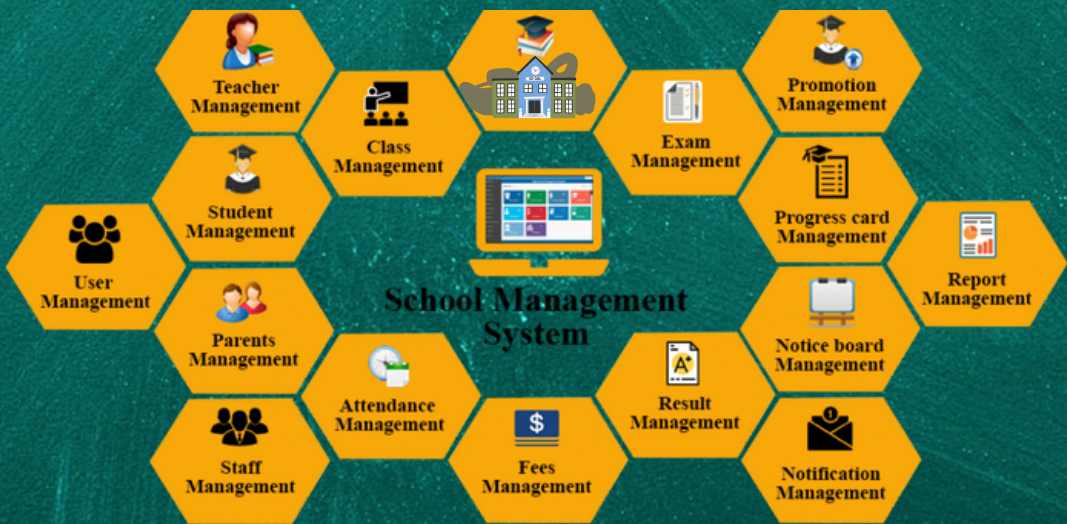 Teacher
Management
Class
Management
Exam
Management
Promotion
Management
Student
Management
Progress card
Management
User
Management
Report
Management
School Management
System
Parents
Management
Notice board
Management
Attendance
Management
Result
Management
A+
Staff
Management
$
Fees
Management
1
Notification
Management